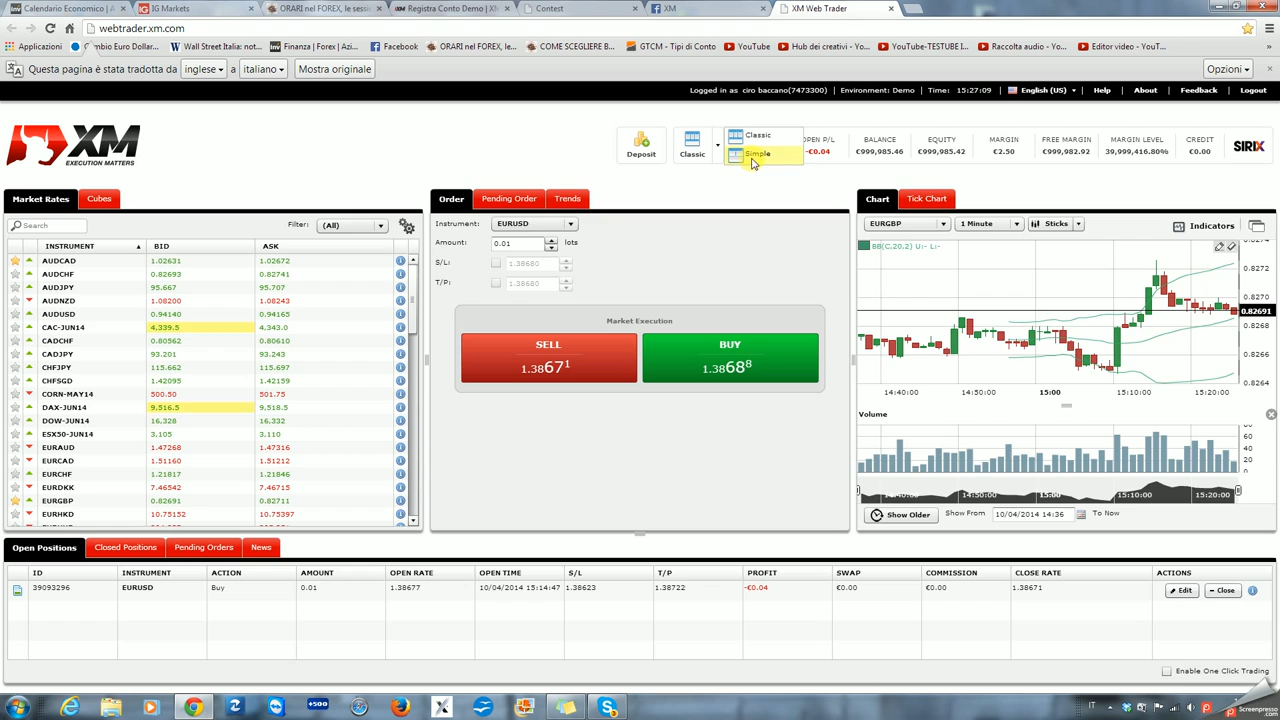 Calendario Economico | A
IG Markets
ORARI nel FOREX, le sessi
Registra Conto Demo | XM
Contest
XM
XM Web Trader
webtrader.xm.com
Applicazioni
Cambio Euro Dollar...
Wall Street Italia: not...
Finanza | Forex | Azi...
Facebook
ORARI nel FOREX, le...
COME SCEGLIERE B...
GTCM - Tipi di Conto
YouTube
Hub dei creativi - Yo...
YouTube-TESTUBE I...
Raccolta audio - Yo...
Editor video - YouT...
Questa pagina è stata tradotta da inglese a italiano Mostra originale Opzioni
Logged in as ciro baccano(7473300) Environment: Demo Time: 15:27:09 English (US) Help About Feedback Logout
XM
EXECUTION MATTERS
Deposit
Classic
Classic
Simple
OPEN P/L BALANCE EQUITY MARGIN FREE MARGIN MARGIN LEVEL CREDIT
-€0.04 €999,985.46 €999,985.42 €2.50 €999,982.92 39,999,416.80% €0.00
SIRIX
Market Rates Cubes
Search Filter: (All)
INSTRUMENT BID ASK
AUDCAD 1.02631 1.02672
AUDCHF 0.82693 0.82741
AUDJPY 95.667 95.707
AUDNZD 1.08200 1.08243
AUDUSD 0.94140 0.94165
CAC-JUN14 4,339.5 4,343.0
CADCHF 0.80560 0.80610
CADJPY 93.201 93.243
CHFJPY 115.662 115.697
CHFSGD 1.42095 1.42159
CORN-MAY14 500.50 501.75
DAX-JUN14 9,516.5 9,518.5
DOW-JUN14 16,328 16,332
ESX50-JUN14 3,105 3,110
EURAUD 1.47268 1.47316
EURCAD 1.51160 1.51212
EURCHF 1.21817 1.21846
EURDKK 7.46542 7.46715
EURGBP 0.82691 0.82711
EURHKD 10.75152 10.75397
Order Pending Order Trends
Instrument: EURUSD
Amount: 0.01 lots
S/L: 1.38680
T/P: 1.38680
Market Execution
SELL BUY
1.38671 1.38688
Chart Tick Chart
EURGBP 1 Minute Sticks Indicators
BB(C,20,2) U:- L:-
0.8274
0.8272
0.82691
0.8268
0.8266
0.8264
14:40:00 14:50:00 15:00 15:10:00 15:20:00
Volume
60
40
20
14:40:00 14:50:00 15:00 15:10:00 15:20:00
Show Older Show From 10/04/2014 14:36 To Now
Open Positions Closed Positions Pending Orders News
ID INSTRUMENT ACTION AMOUNT OPEN RATE OPEN TIME S/L T/P PROFIT SWAP COMMISSION CLOSE RATE ACTIONS
39093296 EURUSD Buy 0.01 1.38677 10/04/2014 15:14:47 1.38623 1.38722 -€0.04 €0.00 €0.00 1.38671 Edit Close
Enable One Click Trading
+500
IT
Screenpresso.com